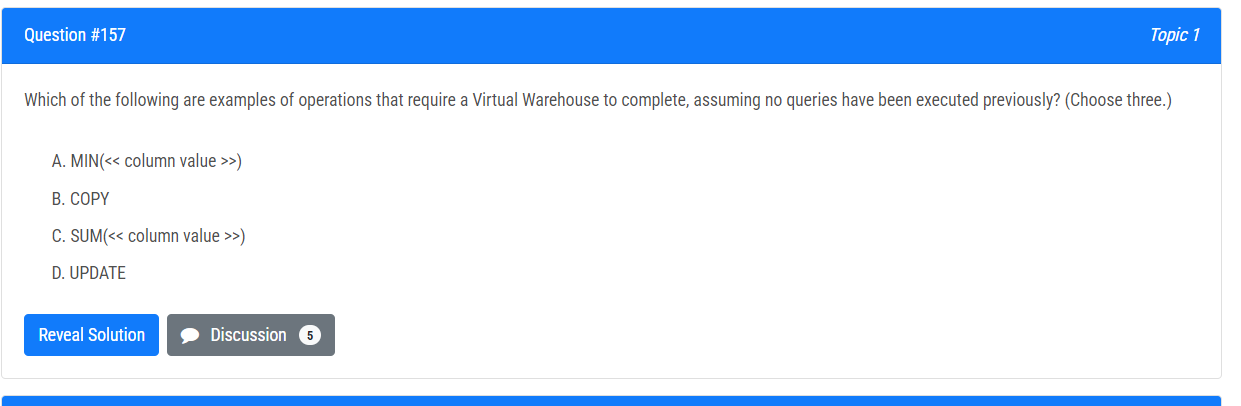 Question #157
Topic 1
Which of the following are examples of operations that require a Virtual Warehouse to complete, assuming no queries have been executed previously? (Choose three.)
A. MIN(<< column value >>)
B. COPY
C. SUM(<< column value >>)
D. UPDATE
Reveal Solution
Discussion 5